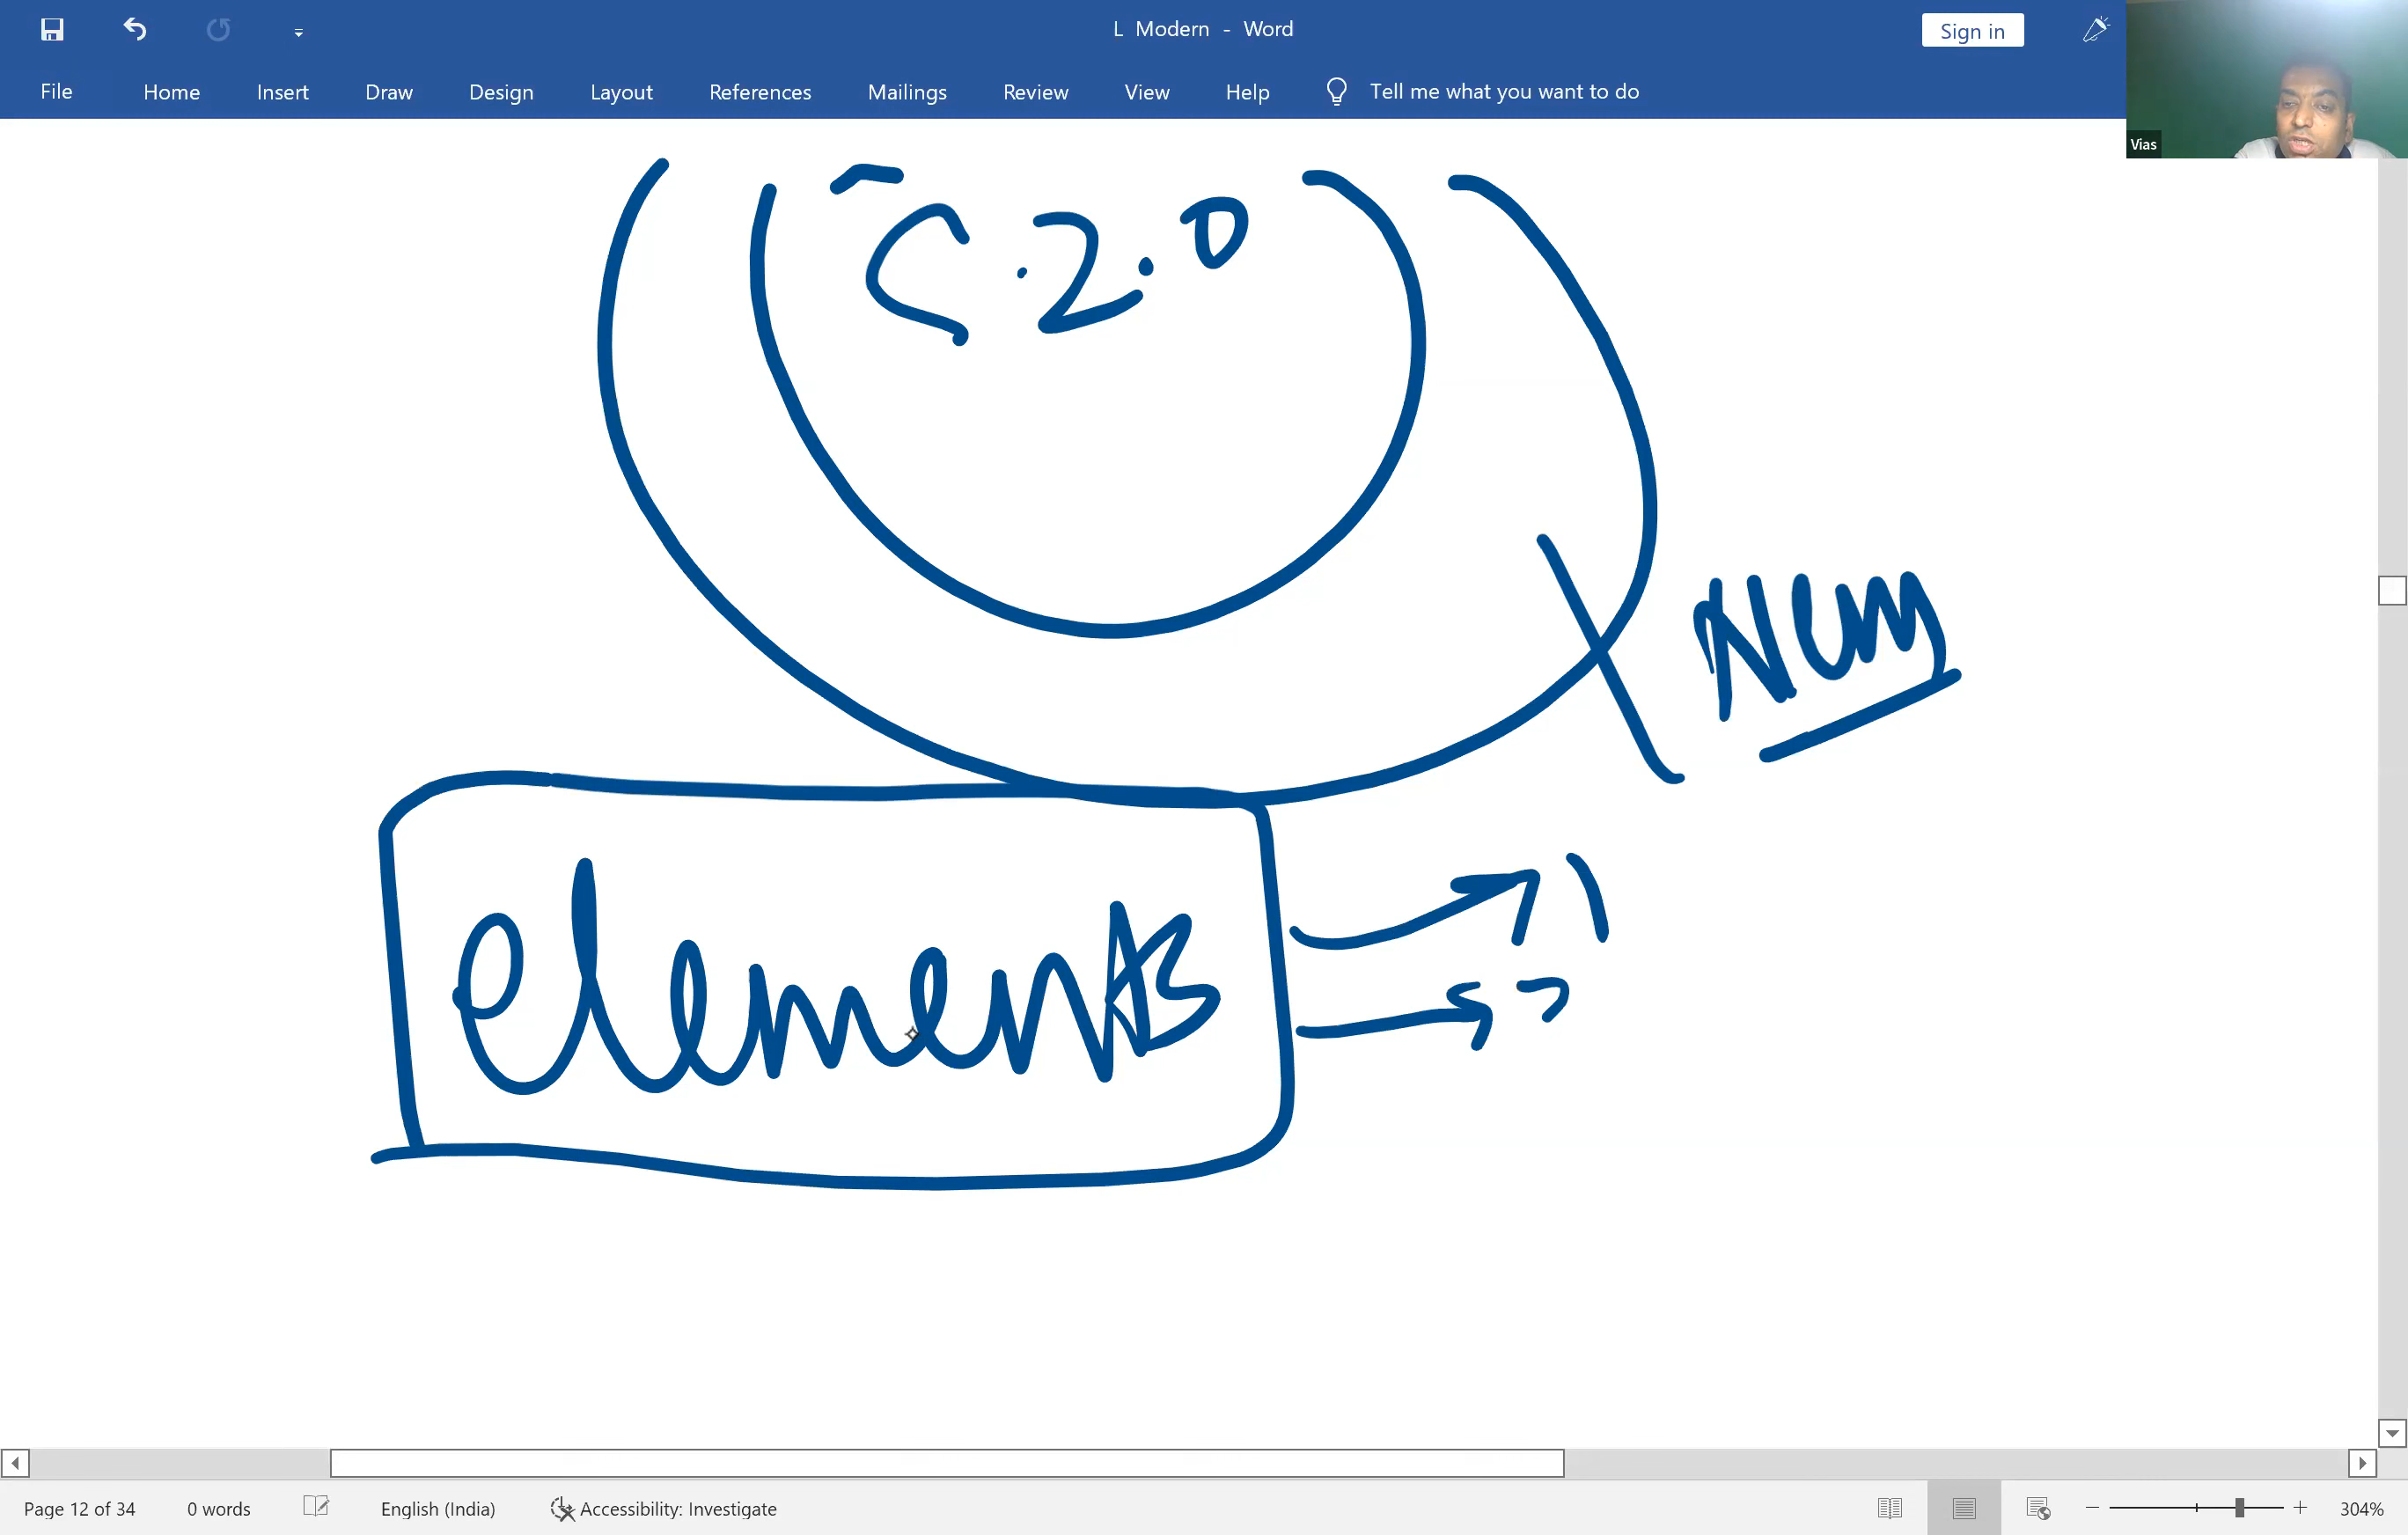 L Modern - Word
Sign in
File Home Insert Draw Design Layout References Mailings Review View Help Tell me what you want to do
Vias
C.2.0
elements
Page 12 of 34 0 words English (India) Accessibility: Investigate 304%